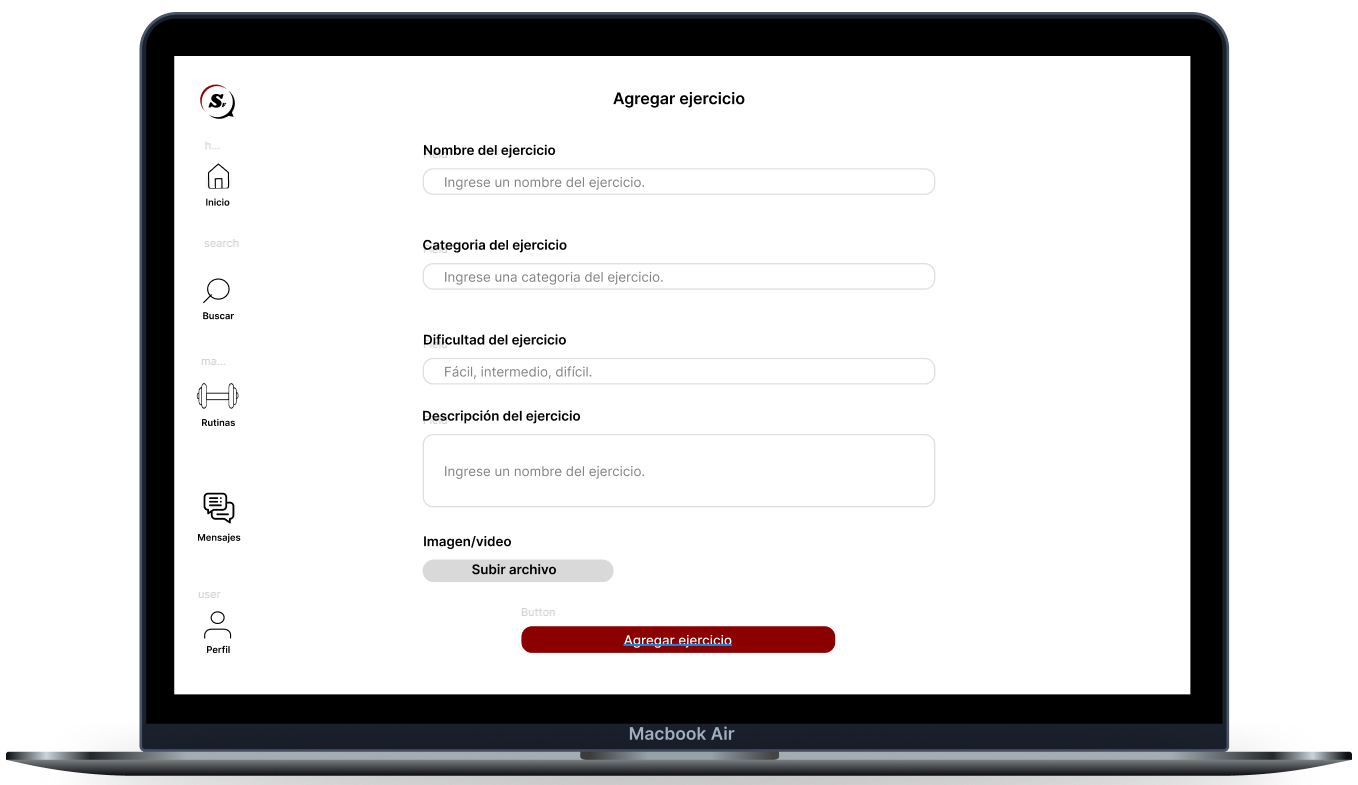 S
Agregar ejercicio
h...
Inicio
search
Buscar
ma...
Rutinas
Mensajes
user
Perfil
Nombre del ejercicio
Ingrese un nombre del ejercicio.
Categoria del ejercicio
Ingrese una categoria del ejercicio.
Dificultad del ejercicio
Fácil, intermedio, difícil.
Descripción del ejercicio
Ingrese un nombre del ejercicio.
Imagen/video
Subir archivo
Button
Agregar ejercicio
Macbook Air